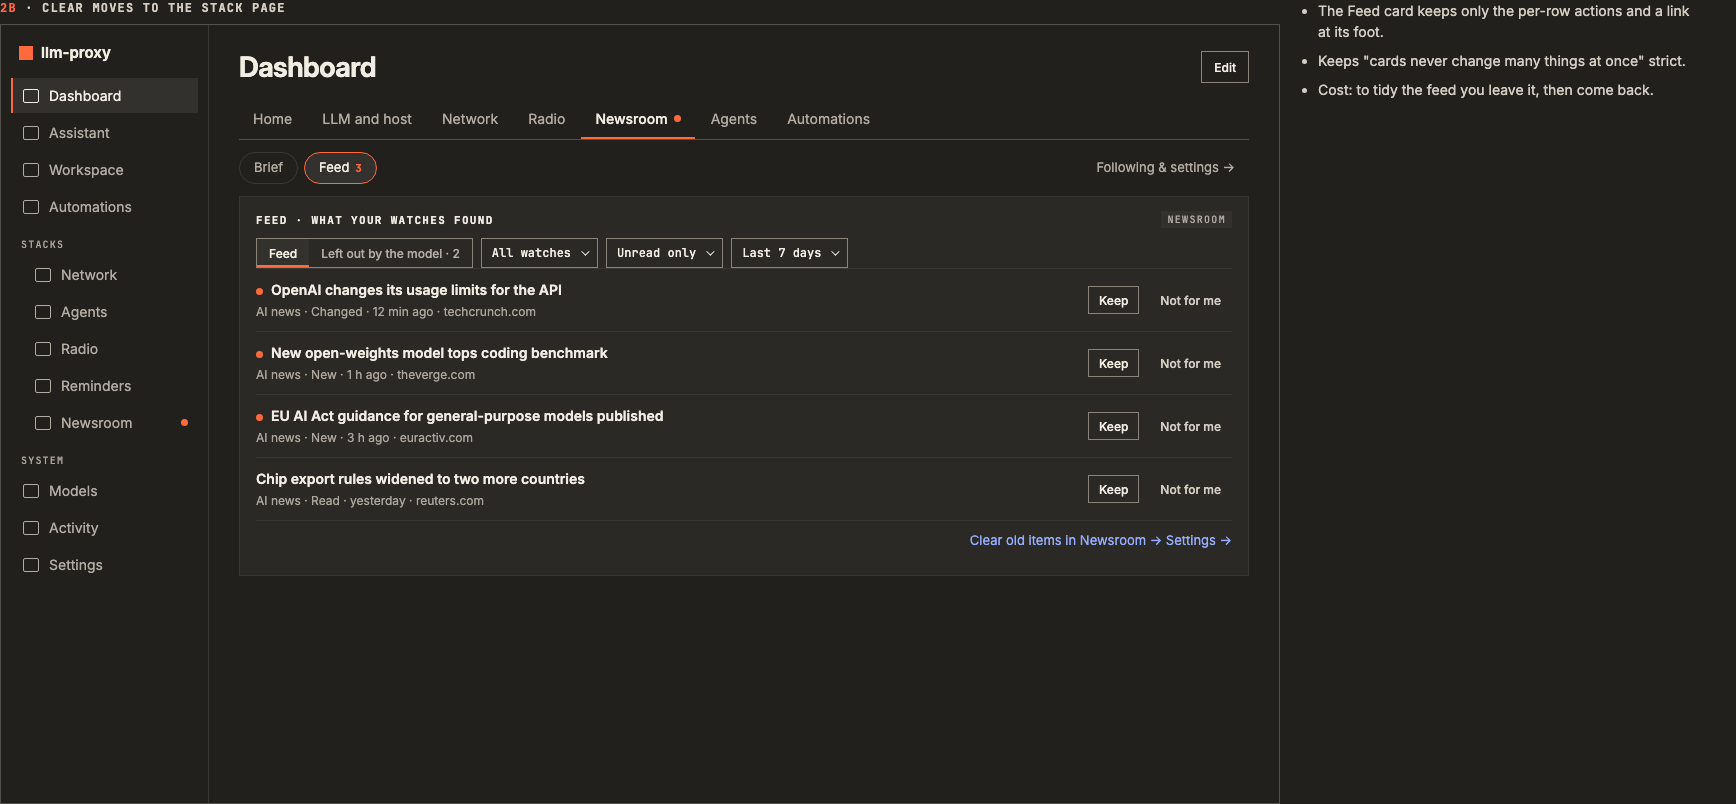 2B · CLEAR MOVES TO THE STACK PAGE
llm-proxy
Dashboard
Assistant
Workspace
Automations
STACKS
Network
Agents
Radio
Reminders
Newsroom
SYSTEM
Models
Activity
Settings
Dashboard
Edit
Home LLM and host Network Radio Newsroom Agents Automations
Brief Feed 3 Following & settings →
FEED · WHAT YOUR WATCHES FOUND NEWSROOM
Feed Left out by the model · 2 All watches Unread only Last 7 days
OpenAI changes its usage limits for the API
AI news · Changed · 12 min ago · techcrunch.com
Keep Not for me
New open-weights model tops coding benchmark
AI news · New · 1 h ago · theverge.com
Keep Not for me
EU AI Act guidance for general-purpose models published
AI news · New · 3 h ago · euractiv.com
Keep Not for me
Chip export rules widened to two more countries
AI news · Read · yesterday · reuters.com
Keep Not for me
Clear old items in Newsroom → Settings →
• The Feed card keeps only the per-row actions and a link
at its foot.
• Keeps "cards never change many things at once" strict.
• Cost: to tidy the feed you leave it, then come back.